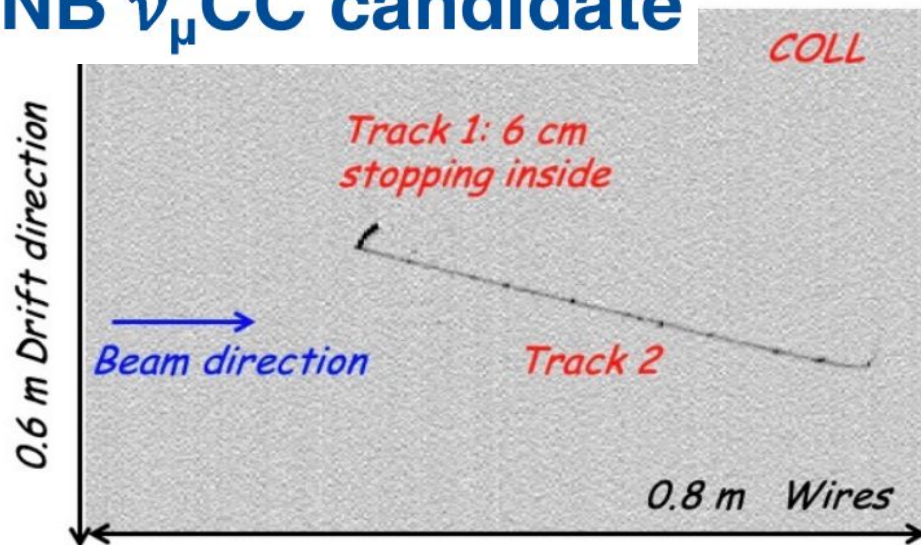 NB νμCC candidate
COLL
Track 1: 6 cm
stopping inside
0.6 m Drift direction
Beam direction
Track 2
0.8 m Wires